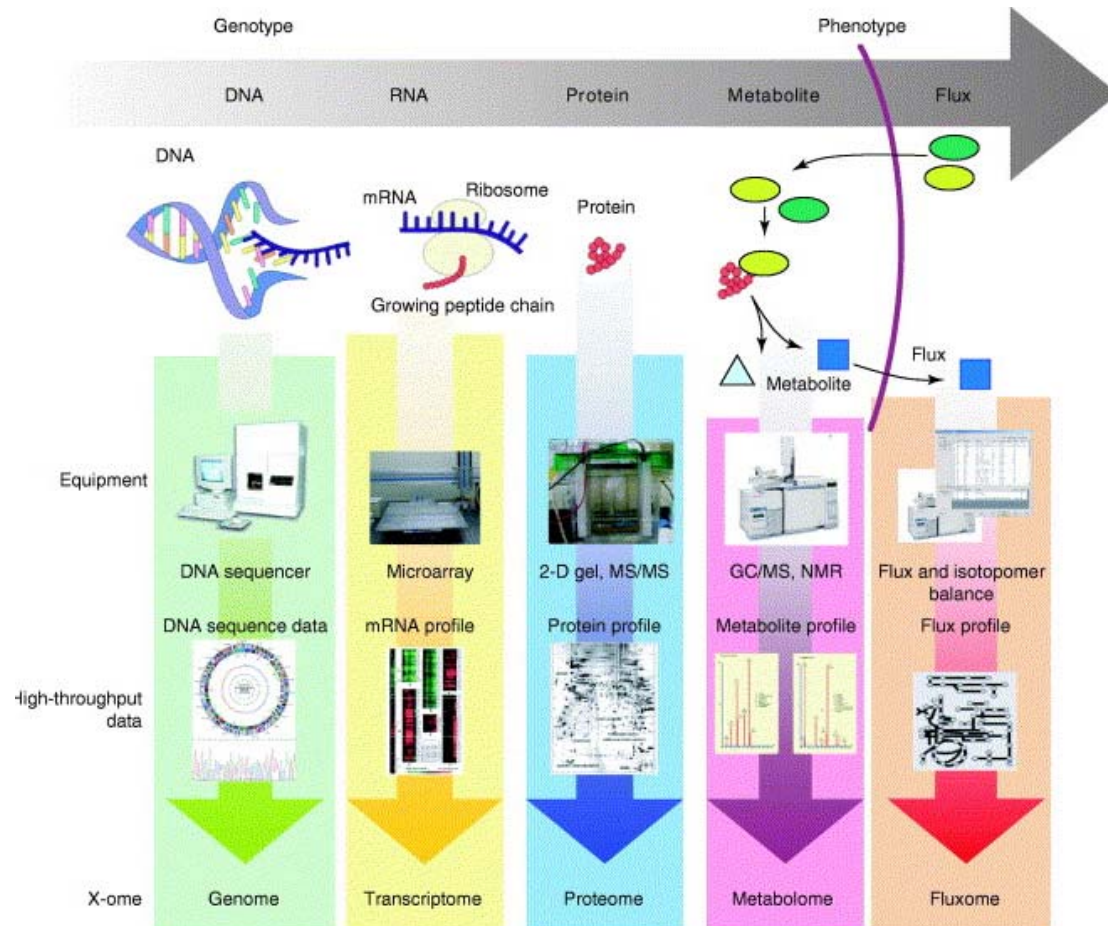 Genotype
Phenotype
DNA
RNA
Protein
Metabolite
Flux
DNA
mRNA
Ribosome
Protein
Growing peptide chain
Flux
Metabolite
Equipment
DNA sequencer
Microarray
2-D gel, MS/MS
GC/MS, NMR
Flux and isotopomer
balance
DNA sequence data
mRNA profile
Protein profile
Metabolite profile
Flux profile
High-throughput
data
X-ome
Genome
Transcriptome
Proteome
Metabolome
Fluxome